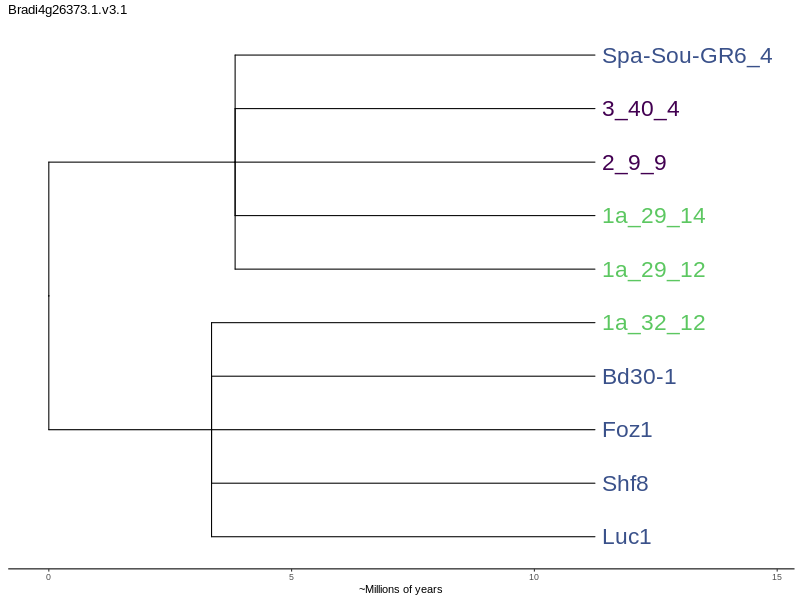 Bradi4g26373.1.v3.1
Spa-Sou-GR6_4
3_40_4
2_9_9
1a_29_14
1a_29_12
1a_32_12
Bd30-1
Foz1
Shf8
Luc1
0 5 10 15
~Millions of years